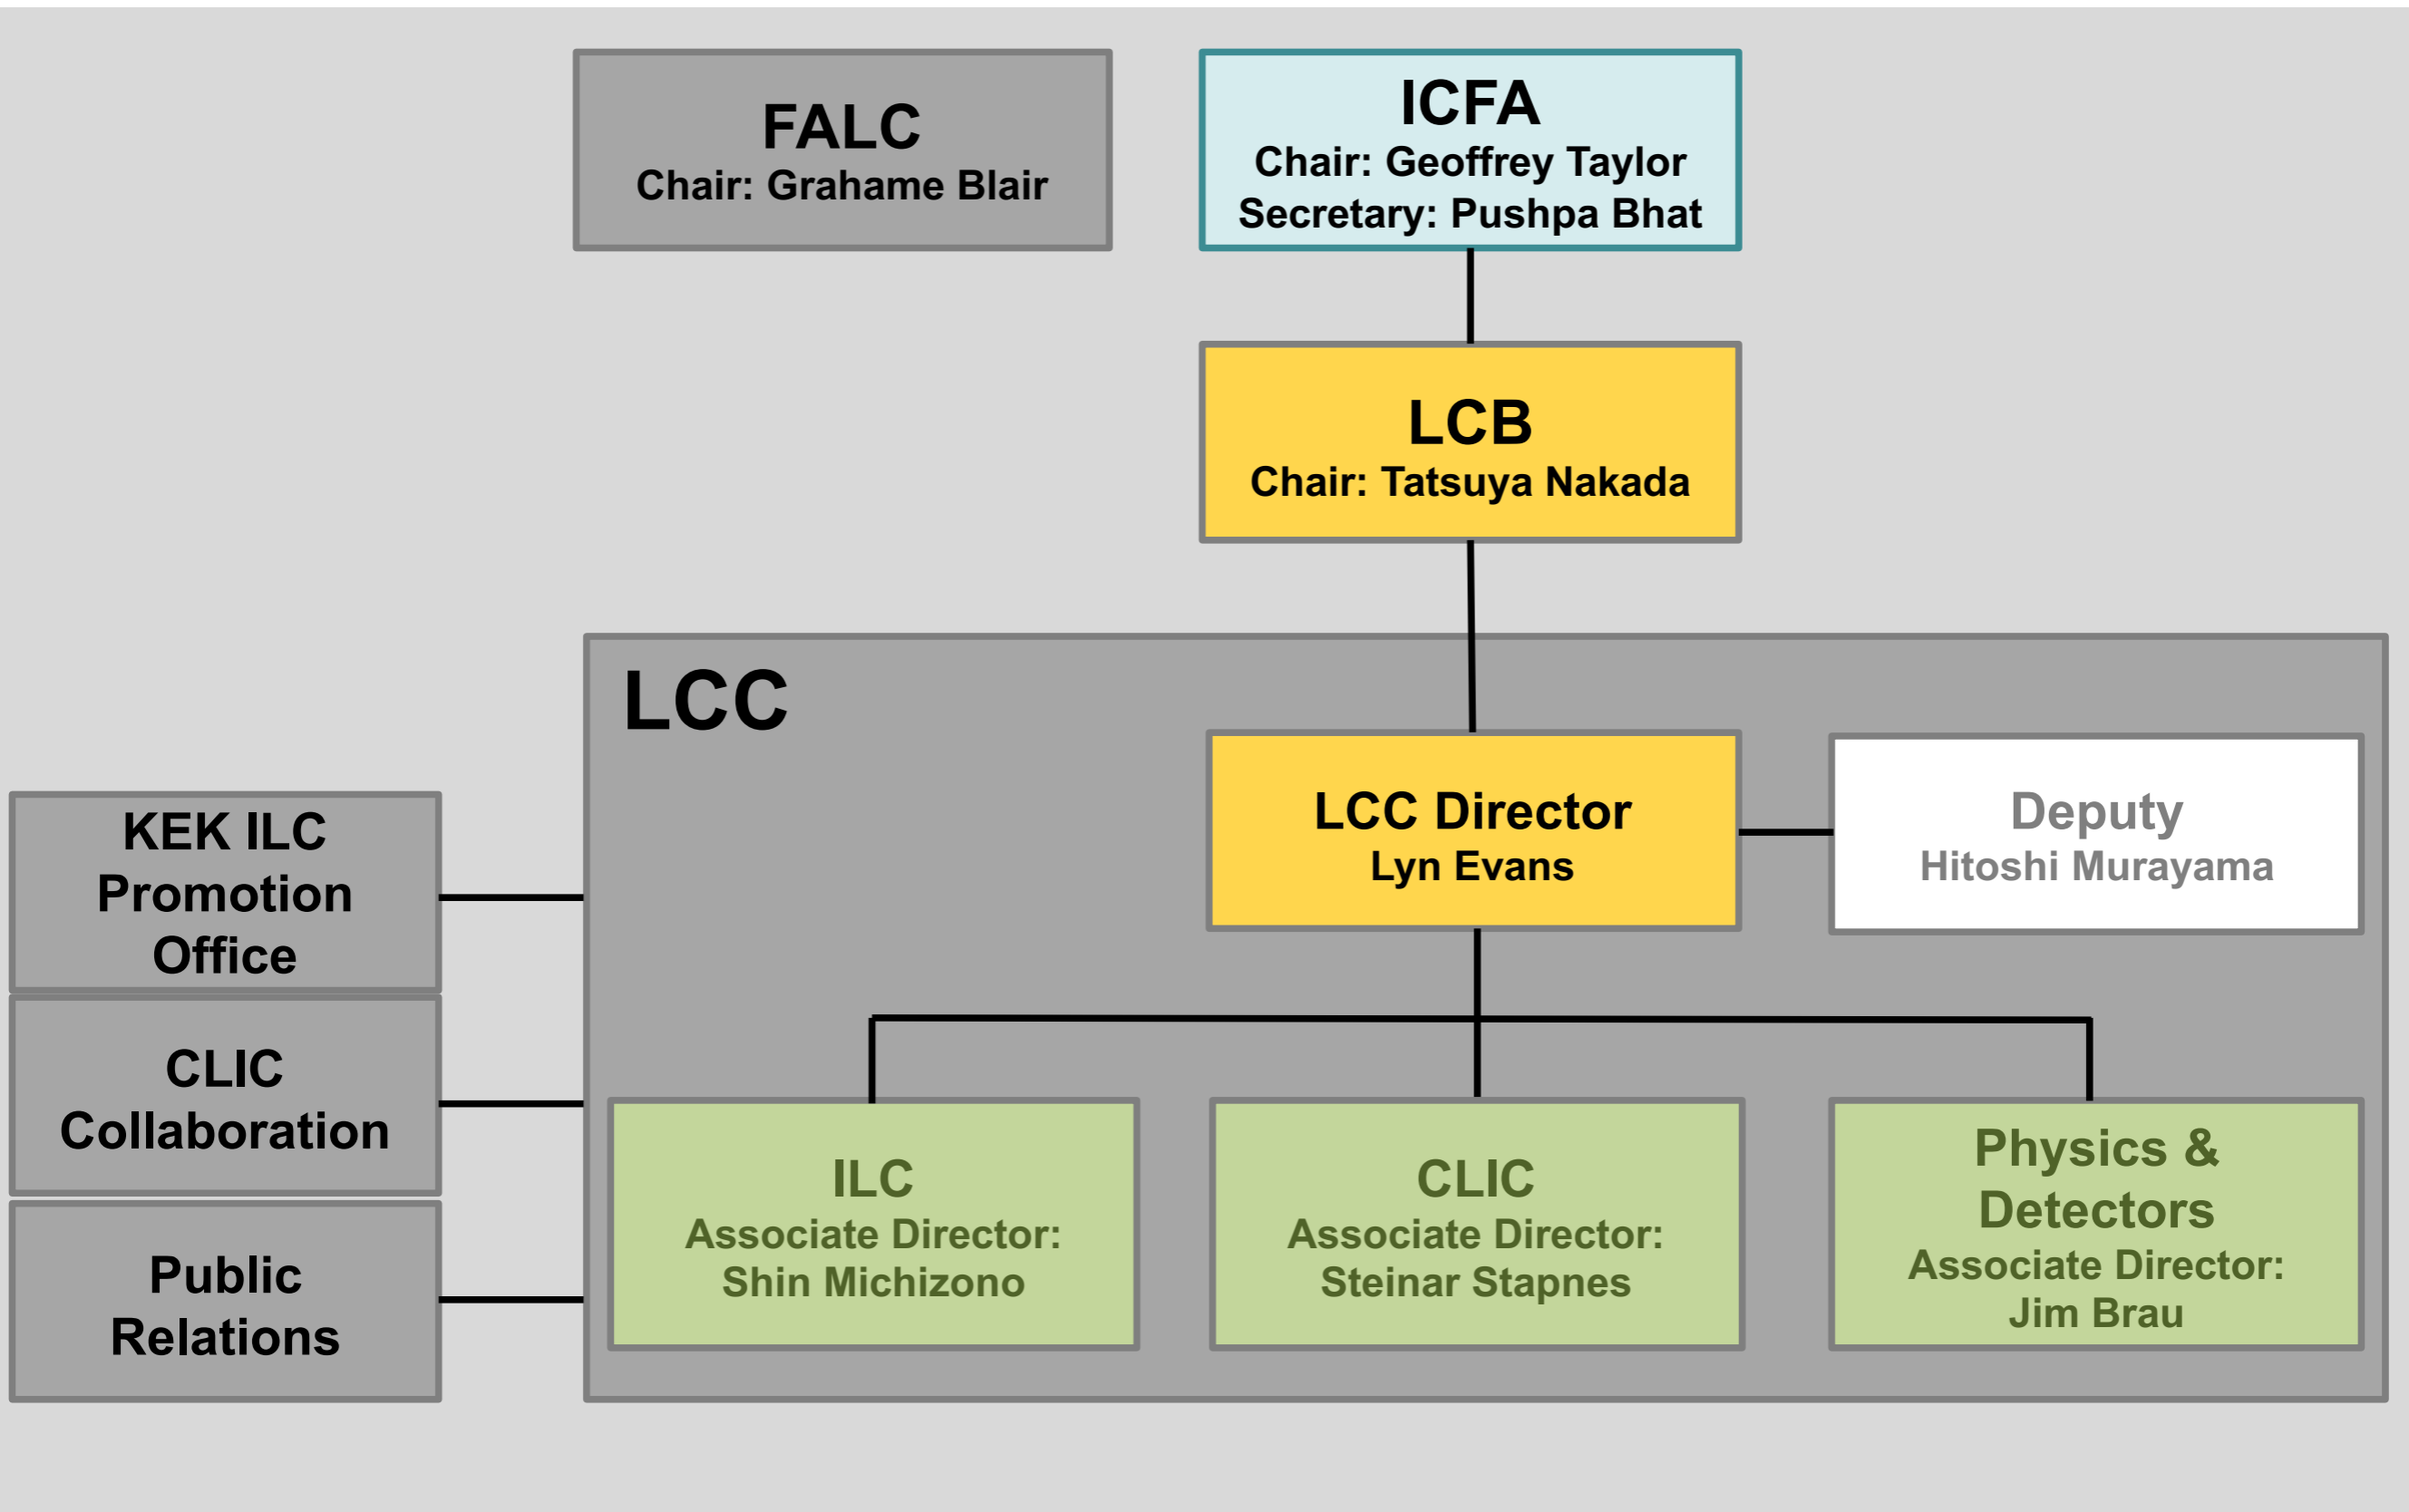 FALC
Chair: Grahame Blair
ICFA
Chair: Geoffrey Taylor
Secretary: Pushpa Bhat
LCB
Chair: Tatsuya Nakada
LCC
LCC Director
Lyn Evans
Deputy
Hitoshi Murayama
KEK ILC
Promotion
Office
CLIC
Collaboration
Public
Relations
ILC
Associate Director:
Shin Michizono
CLIC
Associate Director:
Steinar Stapnes
Physics &
Detectors
Associate Director:
Jim Brau